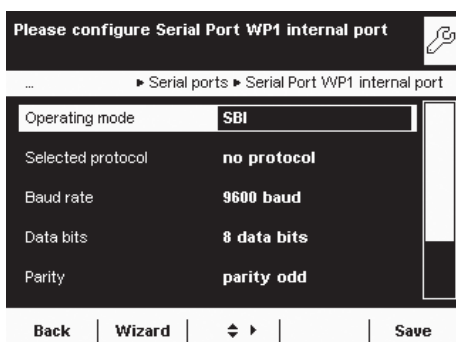 Please configure Serial Port WP1 internal port
... ▸ Serial ports ▸ Serial Port WP1 internal port
Operating mode SBI
Selected protocol no protocol
Baud rate 9600 baud
Data bits 8 data bits
Parity parity odd
Back Wizard Save